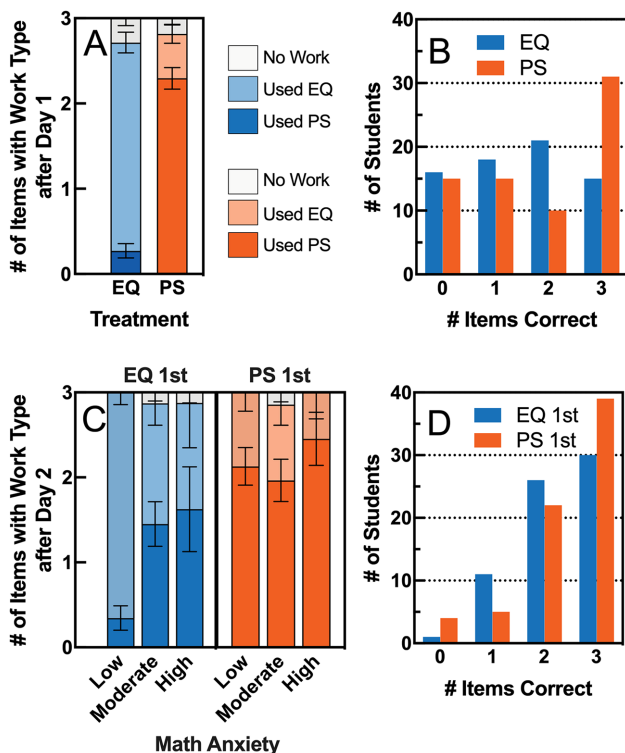 A
# of Items with Work Type
after Day 1
3
2
1
0
EQ PS
Treatment
No Work
Used EQ
Used PS
No Work
Used EQ
Used PS
B
EQ
PS
# of Students
40
30
20
10
0
0 1 2 3
# Items Correct
EQ 1st PS 1st
C
# of Items with Work Type
after Day 2
3
2
1
0
Low
Moderate
High
Low
Moderate
High
Math Anxiety
D
EQ 1st
PS 1st
# of Students
40
30
20
10
0
0 1 2 3
# Items Correct